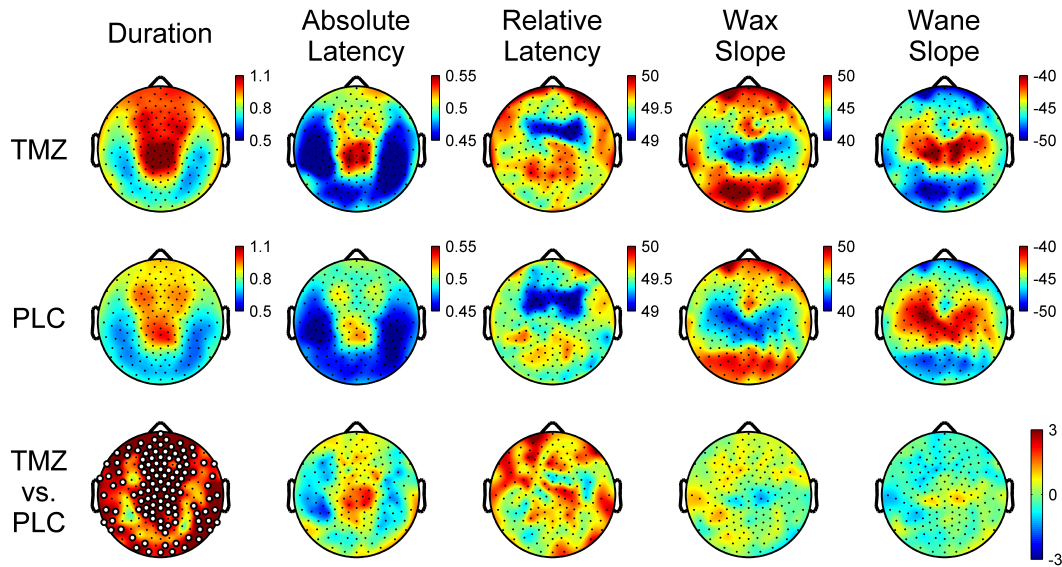 Duration
Absolute
Latency
Relative
Latency
Wax
Slope
Wane
Slope
TMZ
1.1
0.8
0.5
0.55
0.5
0.45
50
49.5
49
50
45
40
-40
-45
-50
PLC
1.1
0.8
0.5
0.55
0.5
0.45
50
49.5
49
50
45
40
-40
-45
-50
TMZ
vs.
PLC
3
0
-3